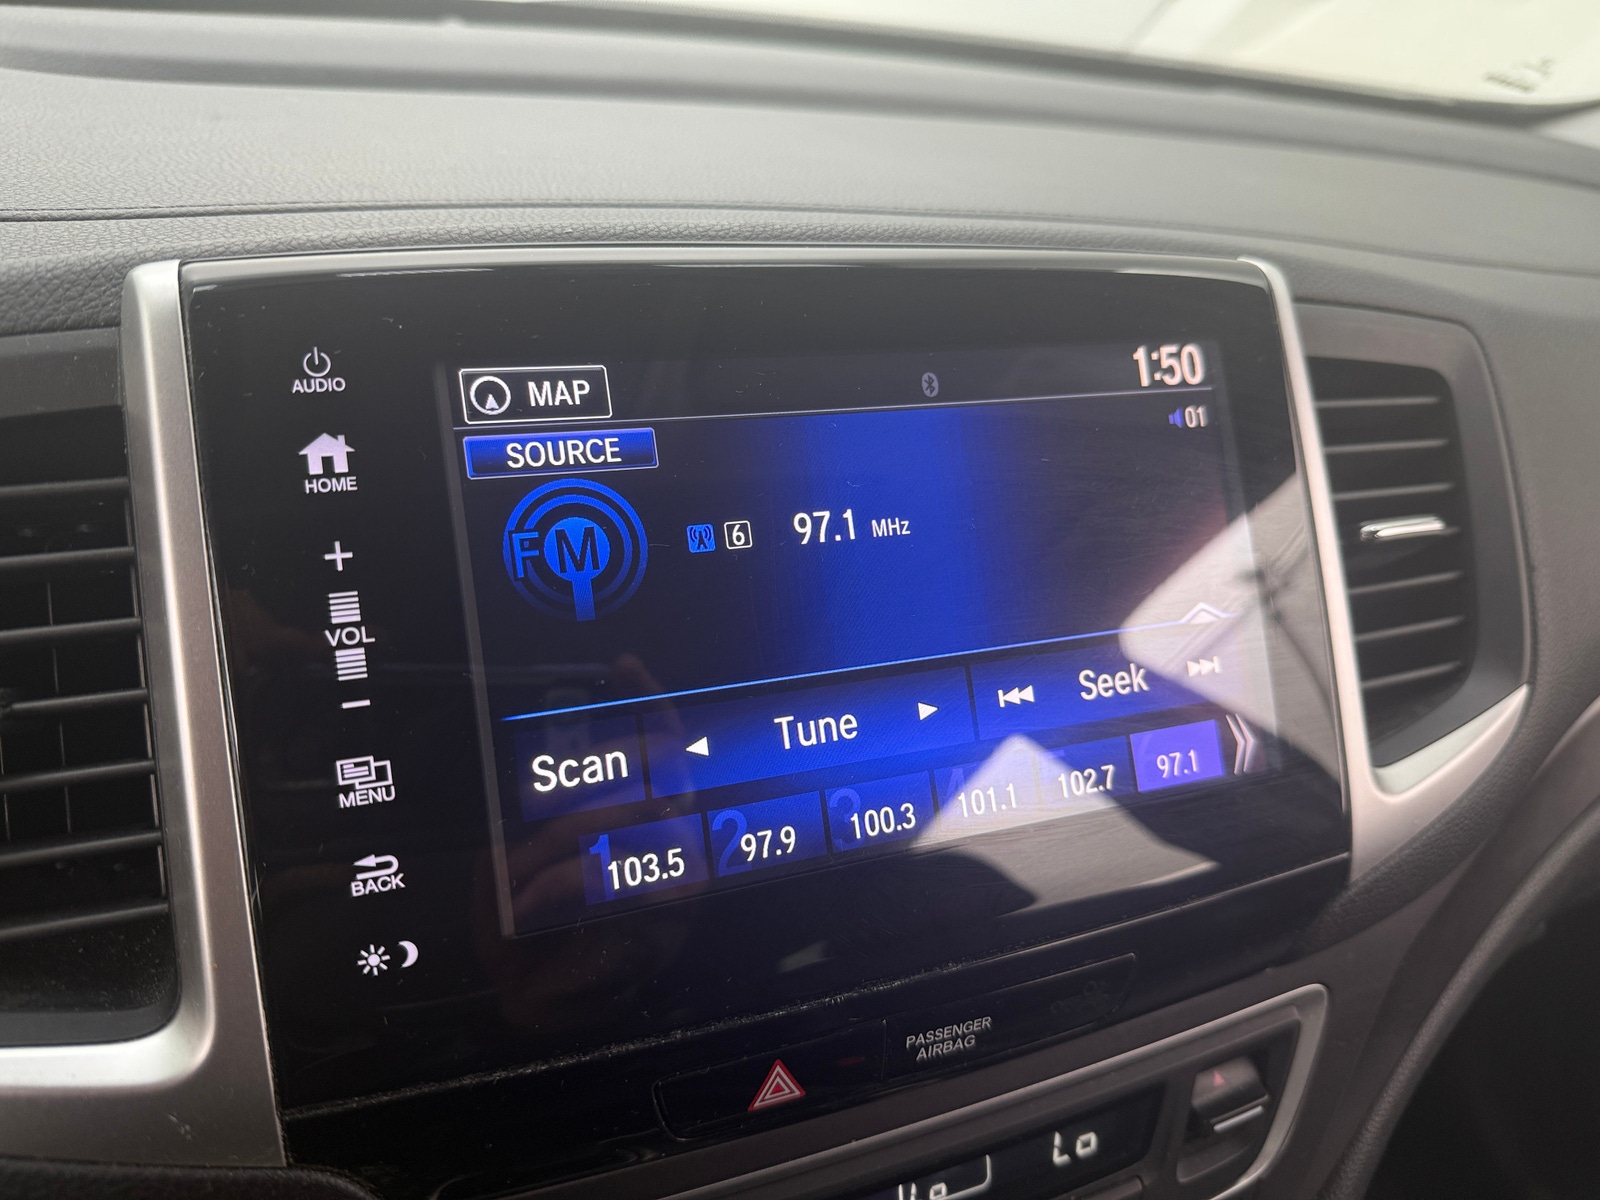 AUDIO
MAP
1:50
SOURCE
01
HOME
FM
6
97.1 MHz
+
VOL
−
Scan
Tune
Seek
MENU
1 103.5
2 97.9
3 100.3
4 101.1
102.7
97.1
BACK
PASSENGER
AIRBAG
Lo